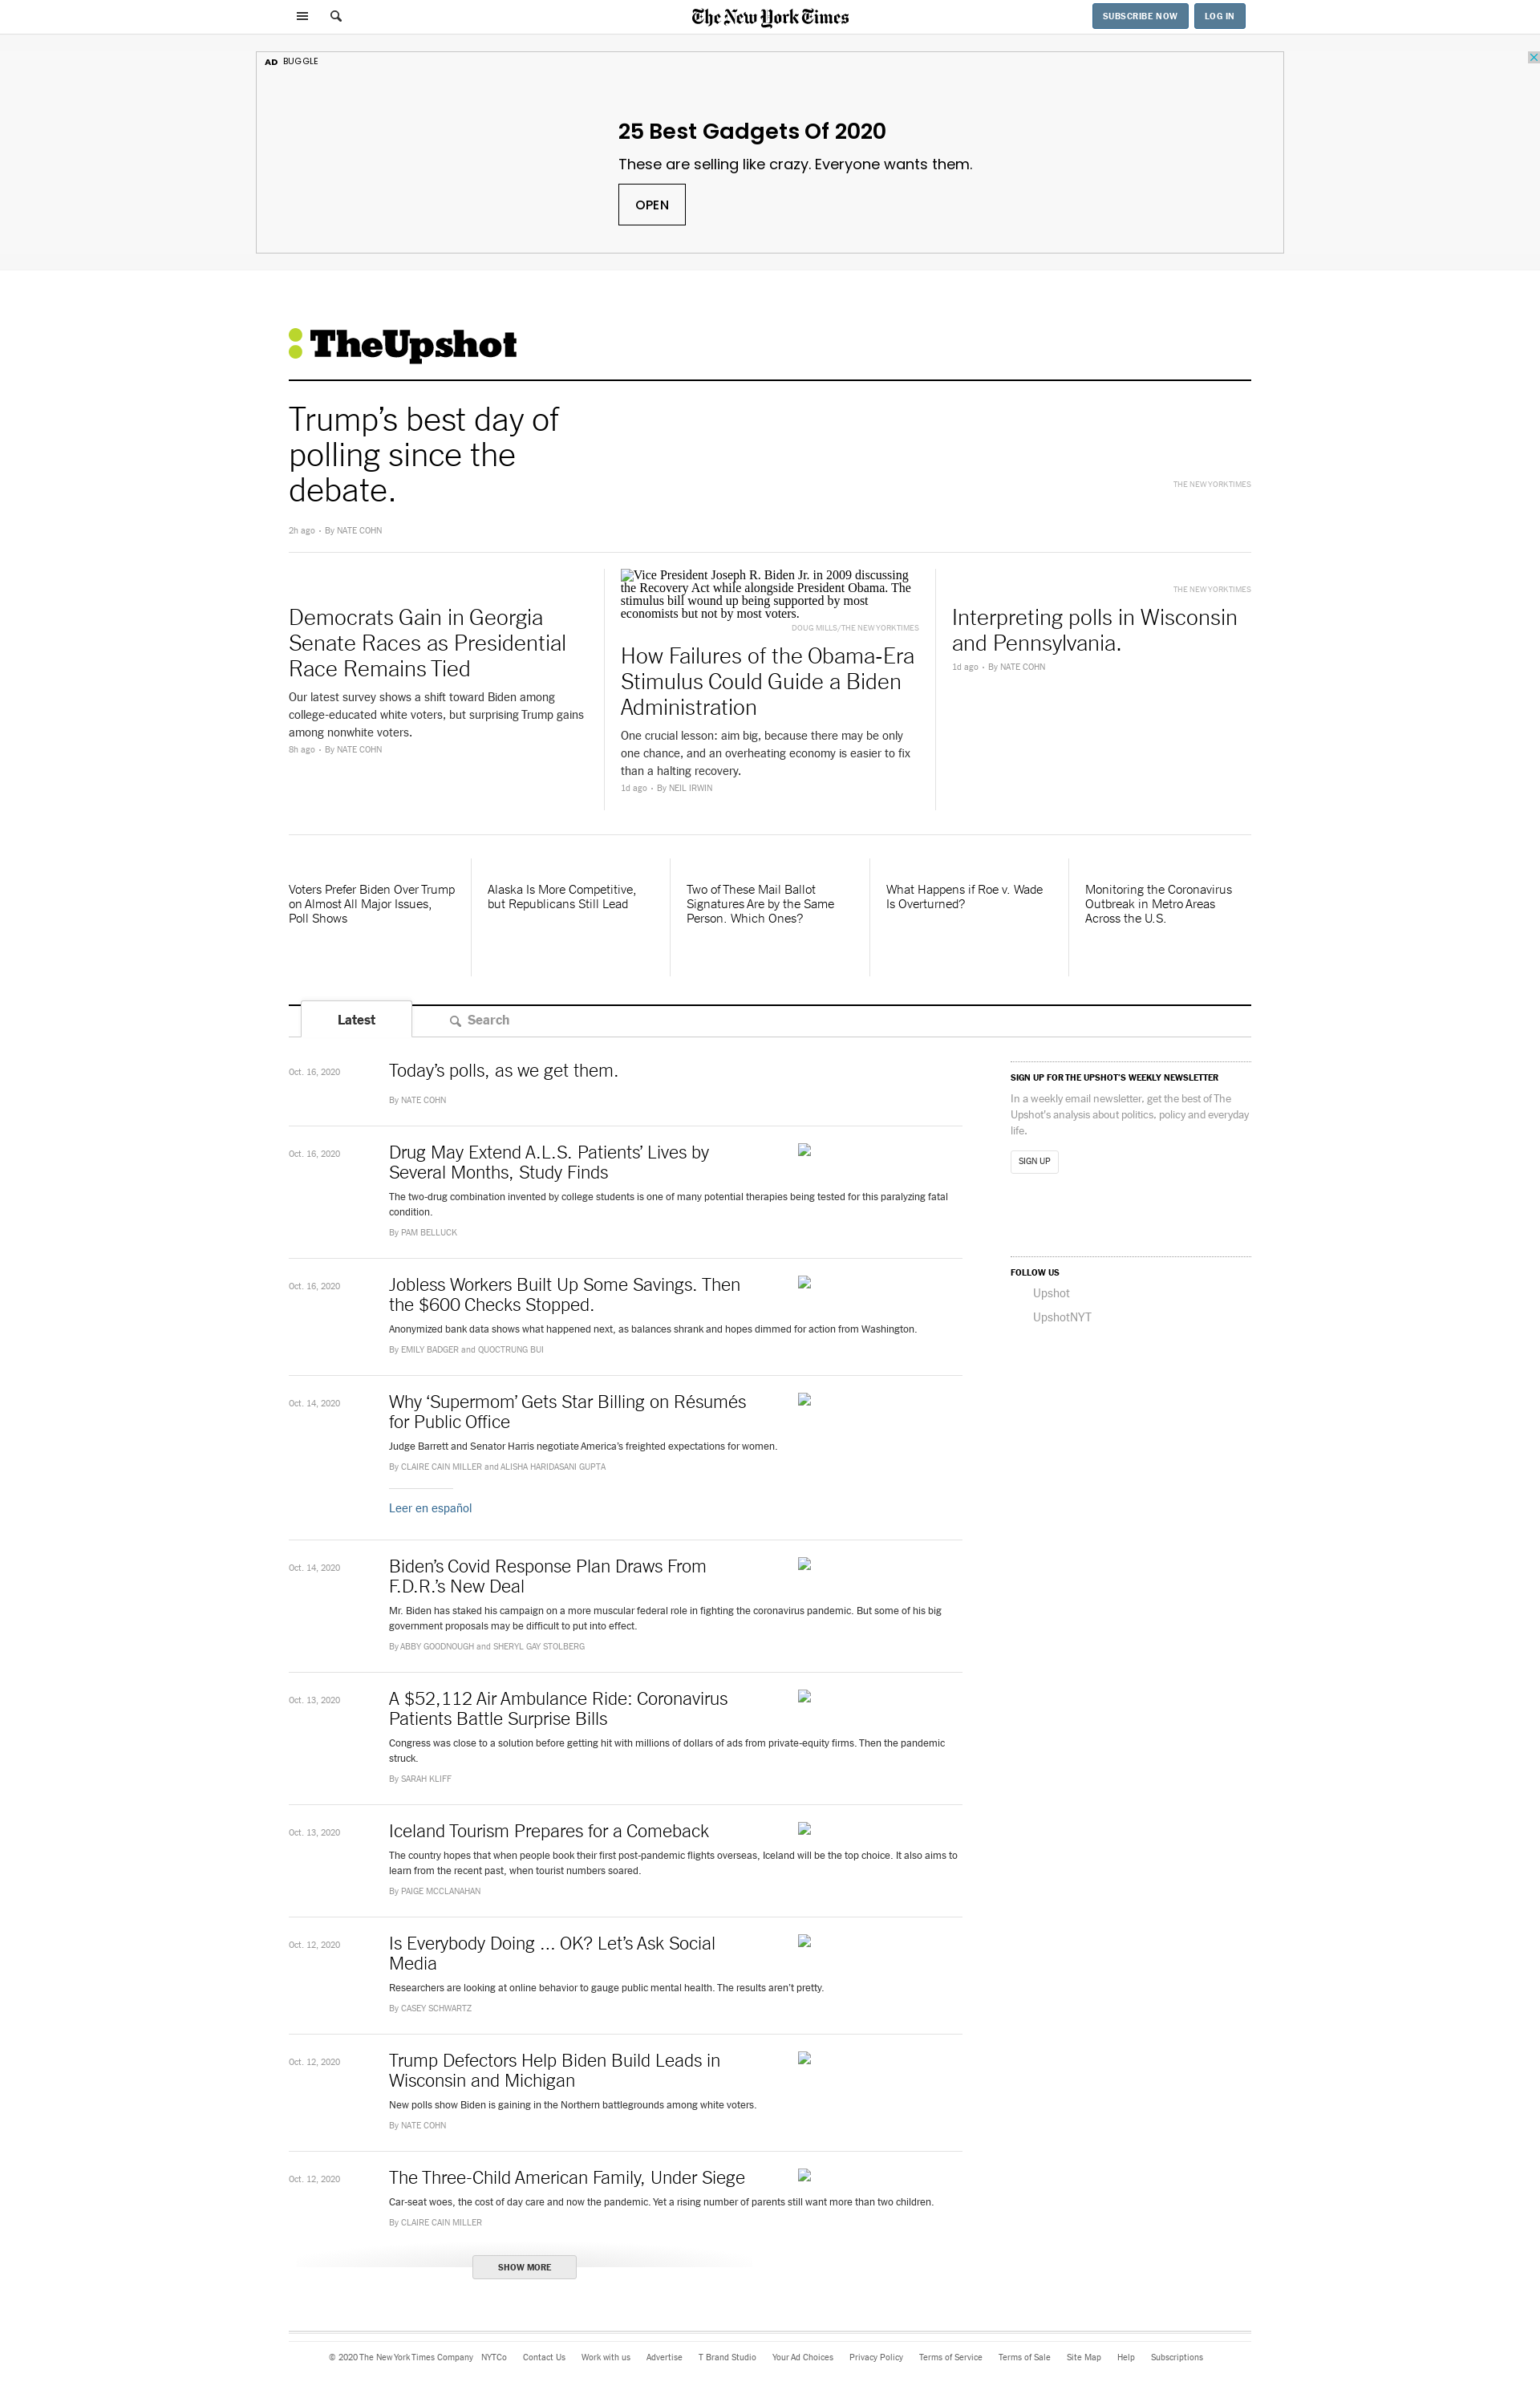 The New York Times
SUBSCRIBE NOW
LOG IN
AD BUGGLE
25 Best Gadgets Of 2020
These are selling like crazy. Everyone wants them.
OPEN
TheUpshot
Trump’s best day of
polling since the
debate.
2h ago • By NATE COHN
THE NEW YORK TIMES
Democrats Gain in Georgia
Senate Races as Presidential
Race Remains Tied
Our latest survey shows a shift toward Biden among
college-educated white voters, but surprising Trump gains
among nonwhite voters.
8h ago • By NATE COHN
Vice President Joseph R. Biden Jr. in 2009 discussing
the Recovery Act while alongside President Obama. The
stimulus bill wound up being supported by most
economists but not by most voters.
DOUG MILLS/THE NEW YORK TIMES
How Failures of the Obama-Era
Stimulus Could Guide a Biden
Administration
One crucial lesson: aim big, because there may be only
one chance, and an overheating economy is easier to fix
than a halting recovery.
1d ago • By NEIL IRWIN
THE NEW YORK TIMES
Interpreting polls in Wisconsin
and Pennsylvania.
1d ago • By NATE COHN
Voters Prefer Biden Over Trump
on Almost All Major Issues,
Poll Shows
Alaska Is More Competitive,
but Republicans Still Lead
Two of These Mail Ballot
Signatures Are by the Same
Person. Which Ones?
What Happens if Roe v. Wade
Is Overturned?
Monitoring the Coronavirus
Outbreak in Metro Areas
Across the U.S.
Latest
Search
Oct. 16, 2020
Today’s polls, as we get them.
By NATE COHN
Oct. 16, 2020
Drug May Extend A.L.S. Patients’ Lives by
Several Months, Study Finds
The two-drug combination invented by college students is one of many potential therapies being tested for this paralyzing fatal
condition.
By PAM BELLUCK
Oct. 16, 2020
Jobless Workers Built Up Some Savings. Then
the $600 Checks Stopped.
Anonymized bank data shows what happened next, as balances shrank and hopes dimmed for action from Washington.
By EMILY BADGER and QUOCTRUNG BUI
Oct. 14, 2020
Why ‘Supermom’ Gets Star Billing on Résumés
for Public Office
Judge Barrett and Senator Harris negotiate America’s freighted expectations for women.
By CLAIRE CAIN MILLER and ALISHA HARIDASANI GUPTA
Leer en español
Oct. 14, 2020
Biden’s Covid Response Plan Draws From
F.D.R.’s New Deal
Mr. Biden has staked his campaign on a more muscular federal role in fighting the coronavirus pandemic. But some of his big
government proposals may be difficult to put into effect.
By ABBY GOODNOUGH and SHERYL GAY STOLBERG
Oct. 13, 2020
A $52,112 Air Ambulance Ride: Coronavirus
Patients Battle Surprise Bills
Congress was close to a solution before getting hit with millions of dollars of ads from private-equity firms. Then the pandemic
struck.
By SARAH KLIFF
Oct. 13, 2020
Iceland Tourism Prepares for a Comeback
The country hopes that when people book their first post-pandemic flights overseas, Iceland will be the top choice. It also aims to
learn from the recent past, when tourist numbers soared.
By PAIGE MCCLANAHAN
Oct. 12, 2020
Is Everybody Doing ... OK? Let’s Ask Social
Media
Researchers are looking at online behavior to gauge public mental health. The results aren’t pretty.
By CASEY SCHWARTZ
Oct. 12, 2020
Trump Defectors Help Biden Build Leads in
Wisconsin and Michigan
New polls show Biden is gaining in the Northern battlegrounds among white voters.
By NATE COHN
Oct. 12, 2020
The Three-Child American Family, Under Siege
Car-seat woes, the cost of day care and now the pandemic. Yet a rising number of parents still want more than two children.
By CLAIRE CAIN MILLER
SHOW MORE
SIGN UP FOR THE UPSHOT’S WEEKLY NEWSLETTER
In a weekly email newsletter, get the best of The
Upshot's analysis about politics, policy and everyday
life.
SIGN UP
FOLLOW US
Upshot
UpshotNYT
© 2020 The New York Times Company NYTCo Contact Us Work with us Advertise T Brand Studio Your Ad Choices Privacy Policy Terms of Service Terms of Sale Site Map Help Subscriptions